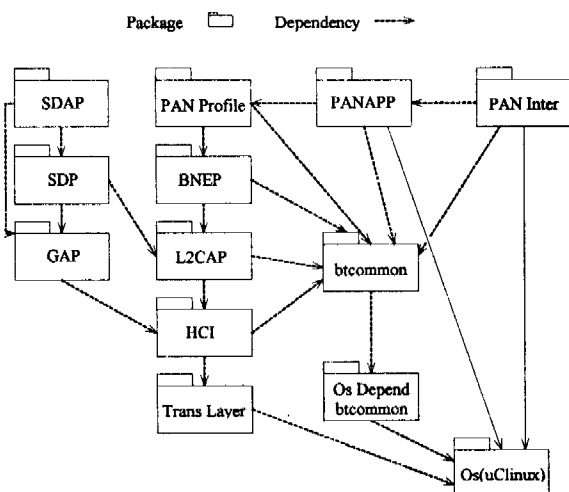 Package
Dependency
SDAP
PAN Profile
PANAPP
PAN Inter
SDP
BNEP
GAP
L2CAP
btcommon
HCI
Trans Layer
Os Depend
btcommon
Os(uClinux)